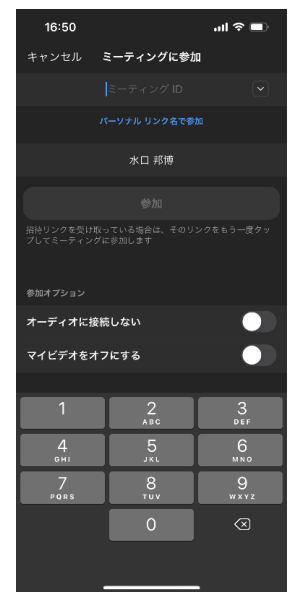 16:50
キャンセル ミーティングに参加
ミーティング ID
パーソナル リンク名で参加
水口 邦博
参加
招待リンクを受け取っている場合は、そのリンクをもう一度タッ
プしてミーティングに参加します
参加オプション
オーディオに接続しない
マイビデオをオフにする
1 2 3
ABC DEF
4 5 6
GHI JKL MNO
7 8 9
PQRS TUV WXYZ
0